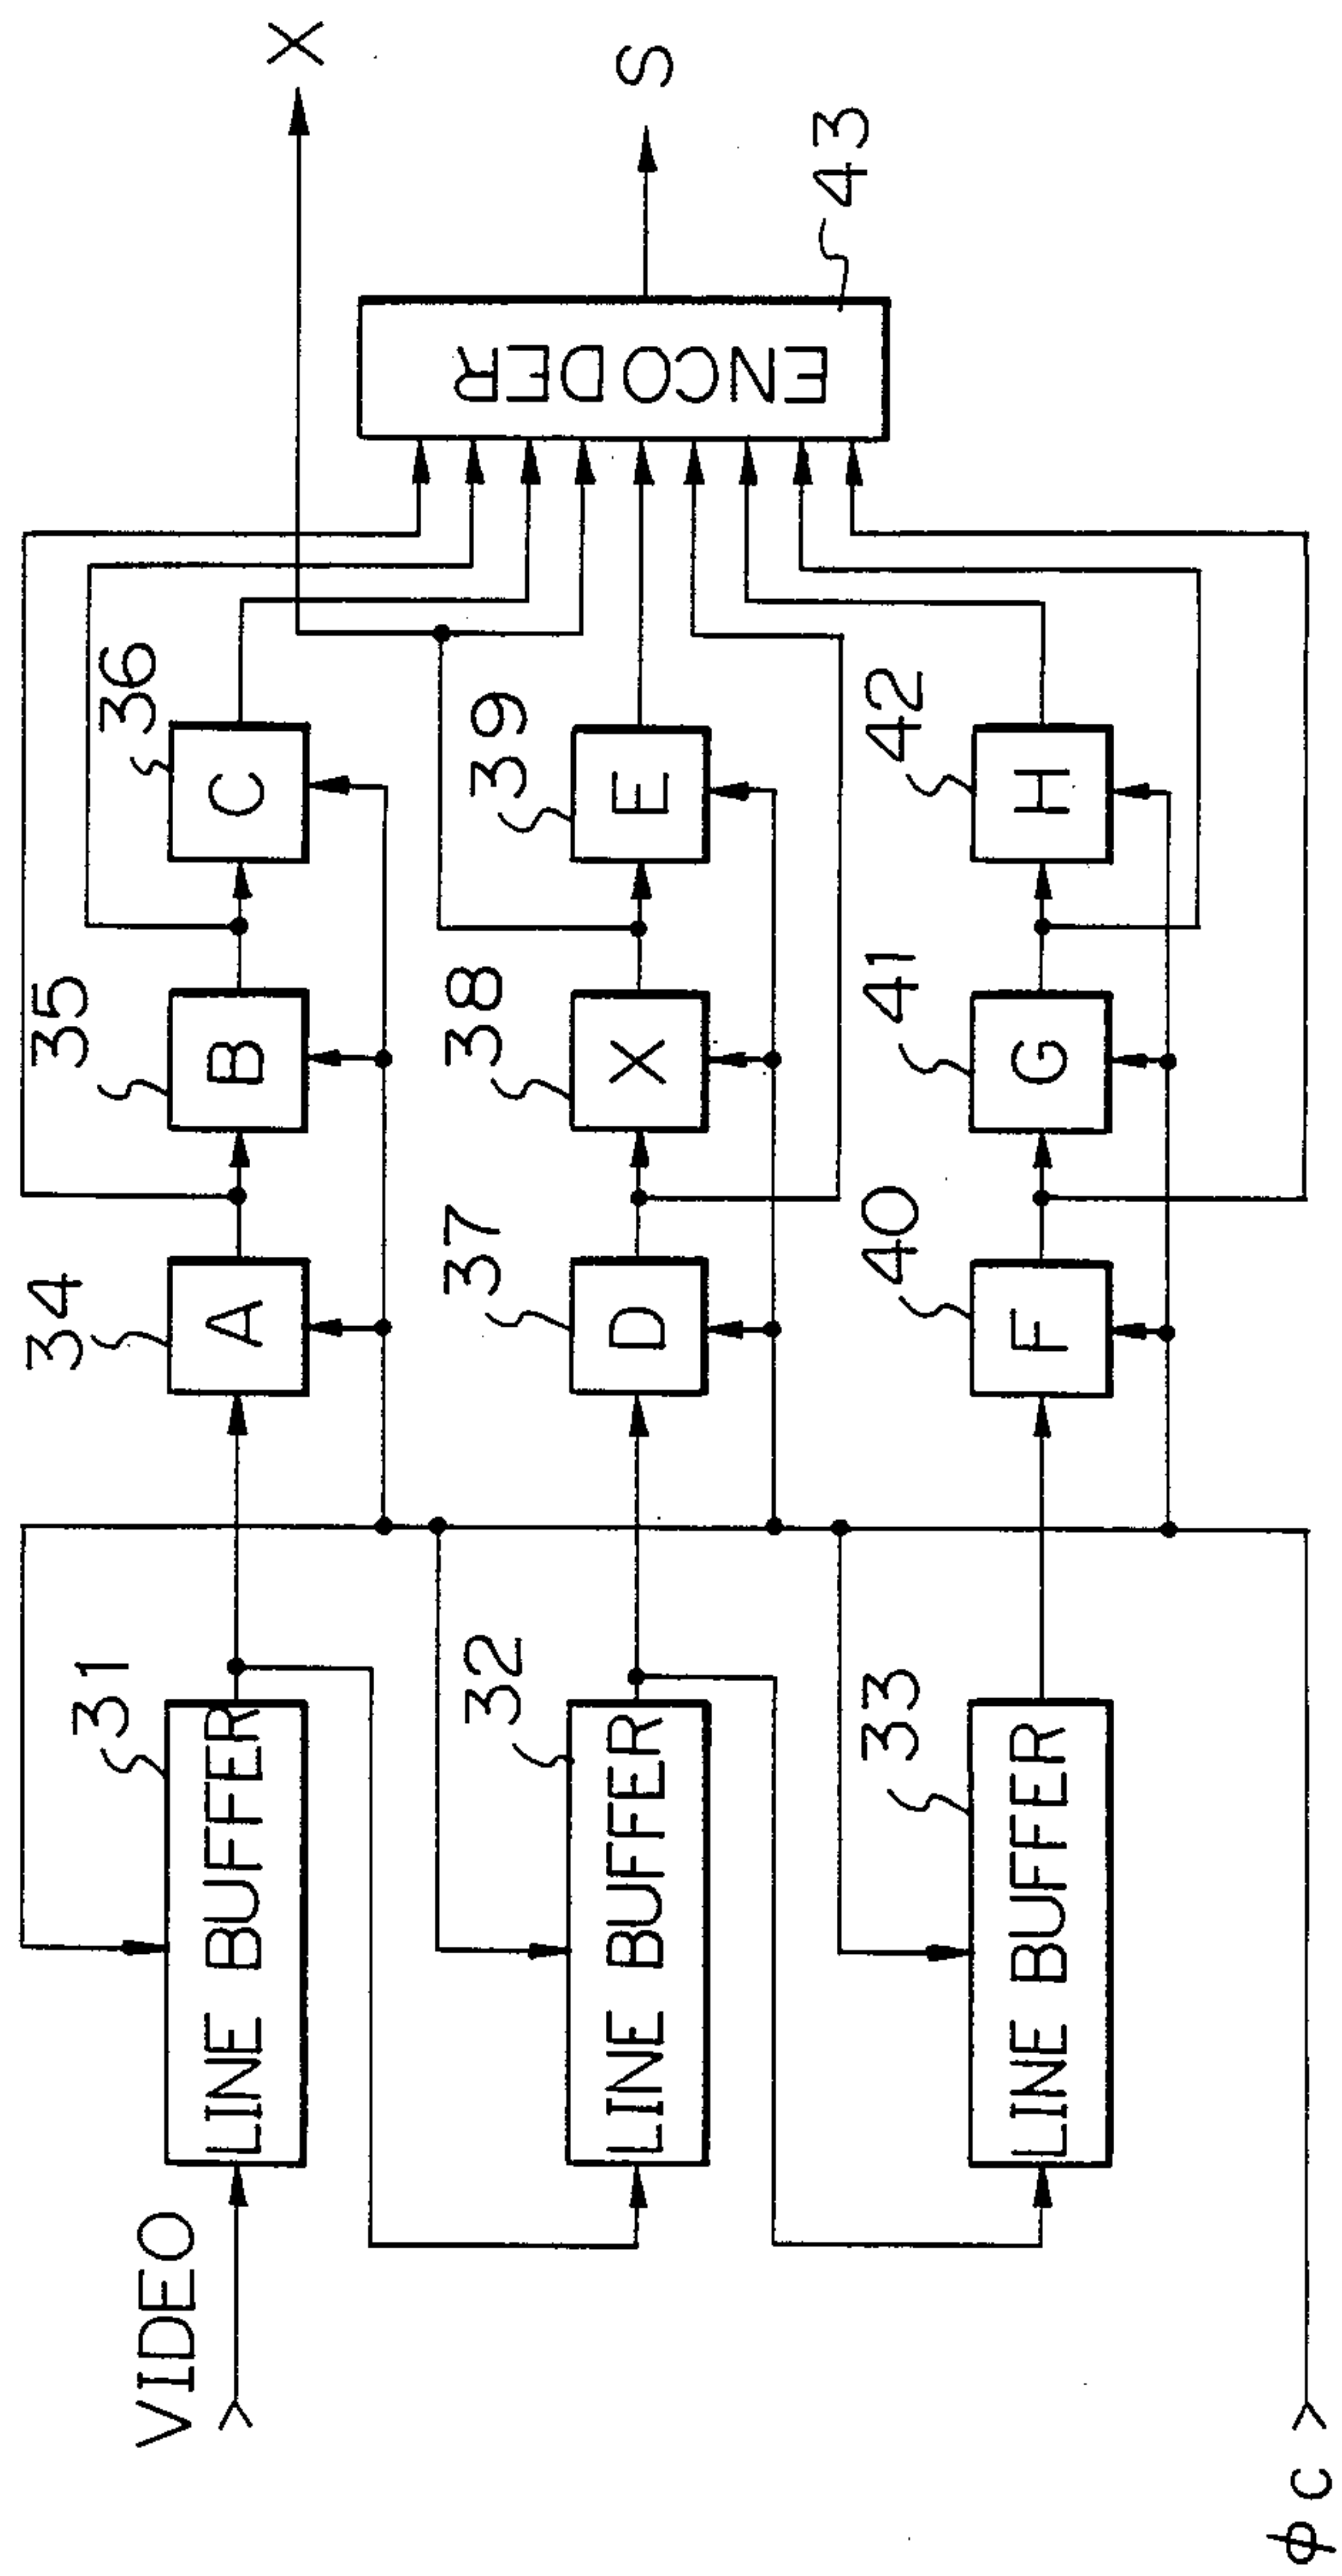 VIDEO
LINE BUFFER
31
34
A
35
B
36
C
X
LINE BUFFER
32
37
D
38
X
39
E
ENCODER
43
S
LINE BUFFER
33
40
F
41
G
42
H
φc